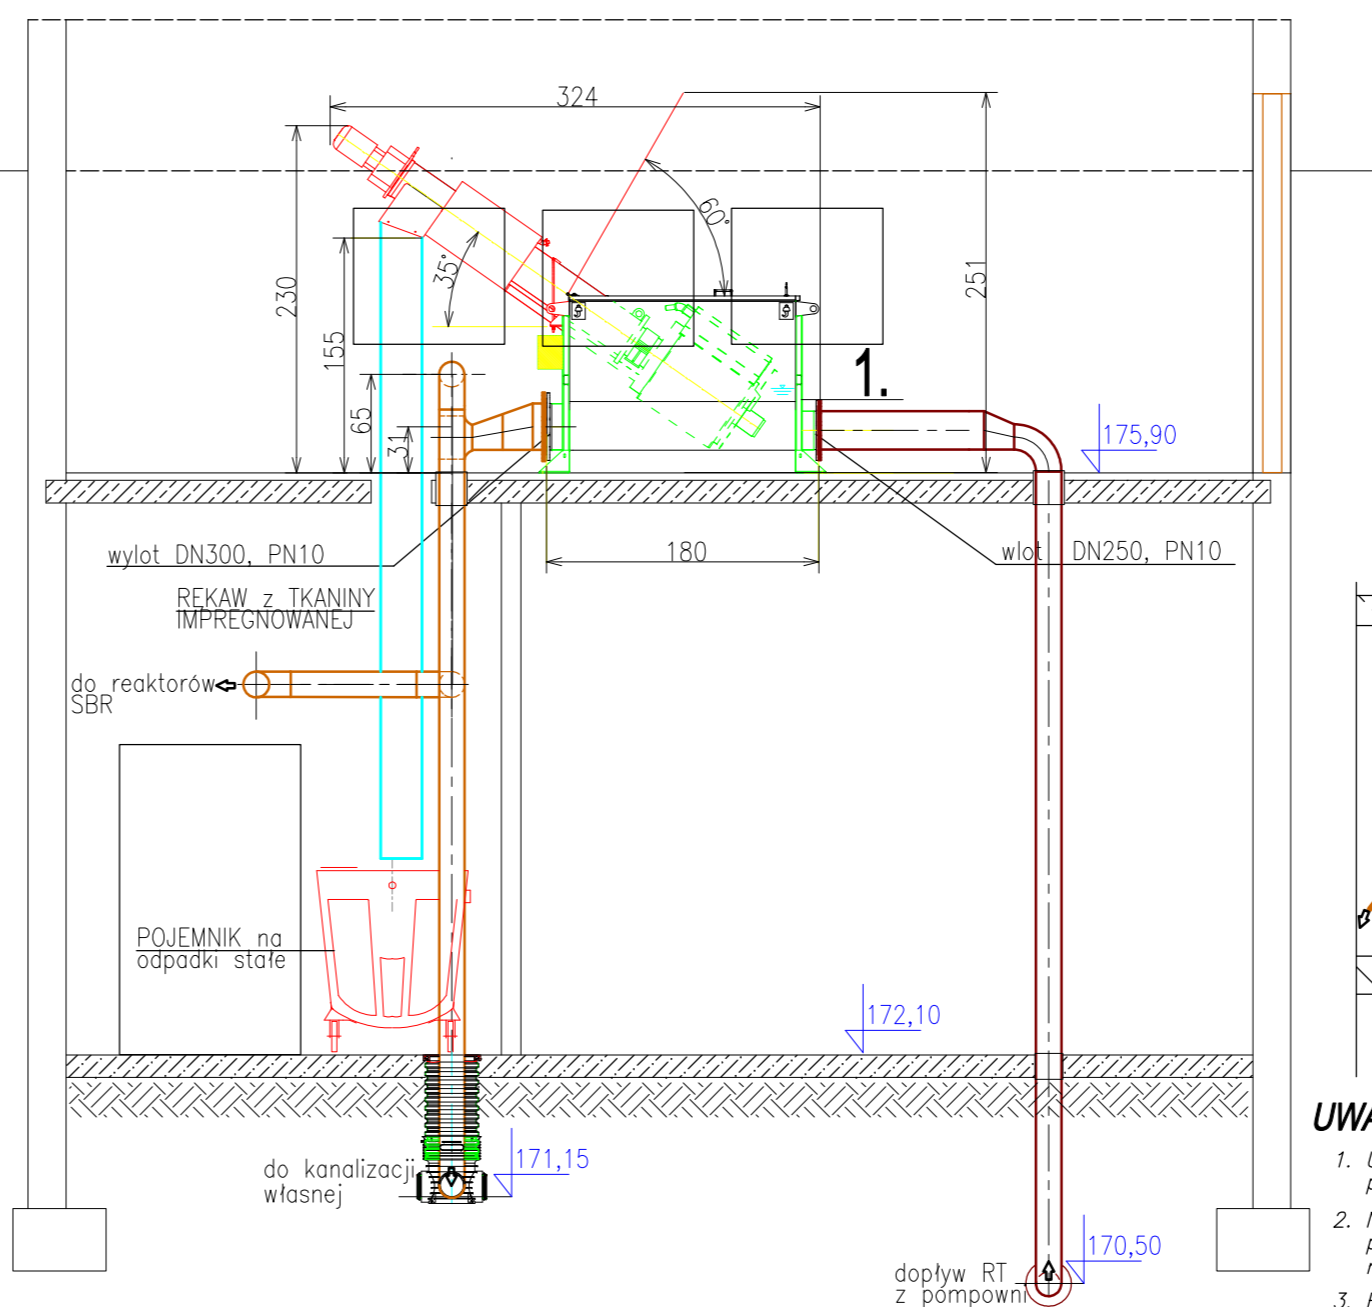 324
60°
251
230
35°
155
1.
65
31
175,90
180
wylot DN300, PN10
wlot DN250, PN10
RĘKAW z TKANINY
IMPREGNOWANEJ
do reaktorów
SBR
POJEMNIK na
odpadki stałe
172,10
171,15
do kanalizacji
własnej
170,50
dopływ RT
z pompowni
1.
2.
3.